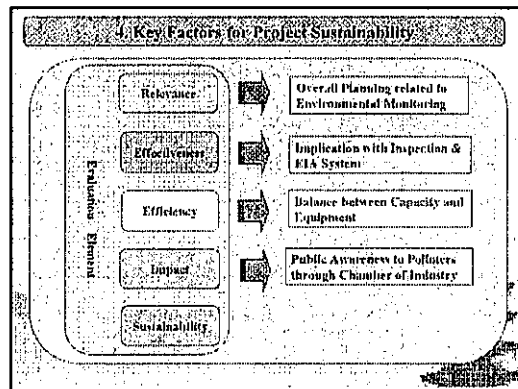 4. Key Factors for Project Sustainability
Evaluation Element
Relevance
Overall Planning related to
Environmental Monitoring
Effectiveness
Implication with Inspection &
EIA System
Efficiency
Balance between Capacity and
Equipment
Impact
Public Awareness to Polluters
through Chamber of Industry
Sustainability